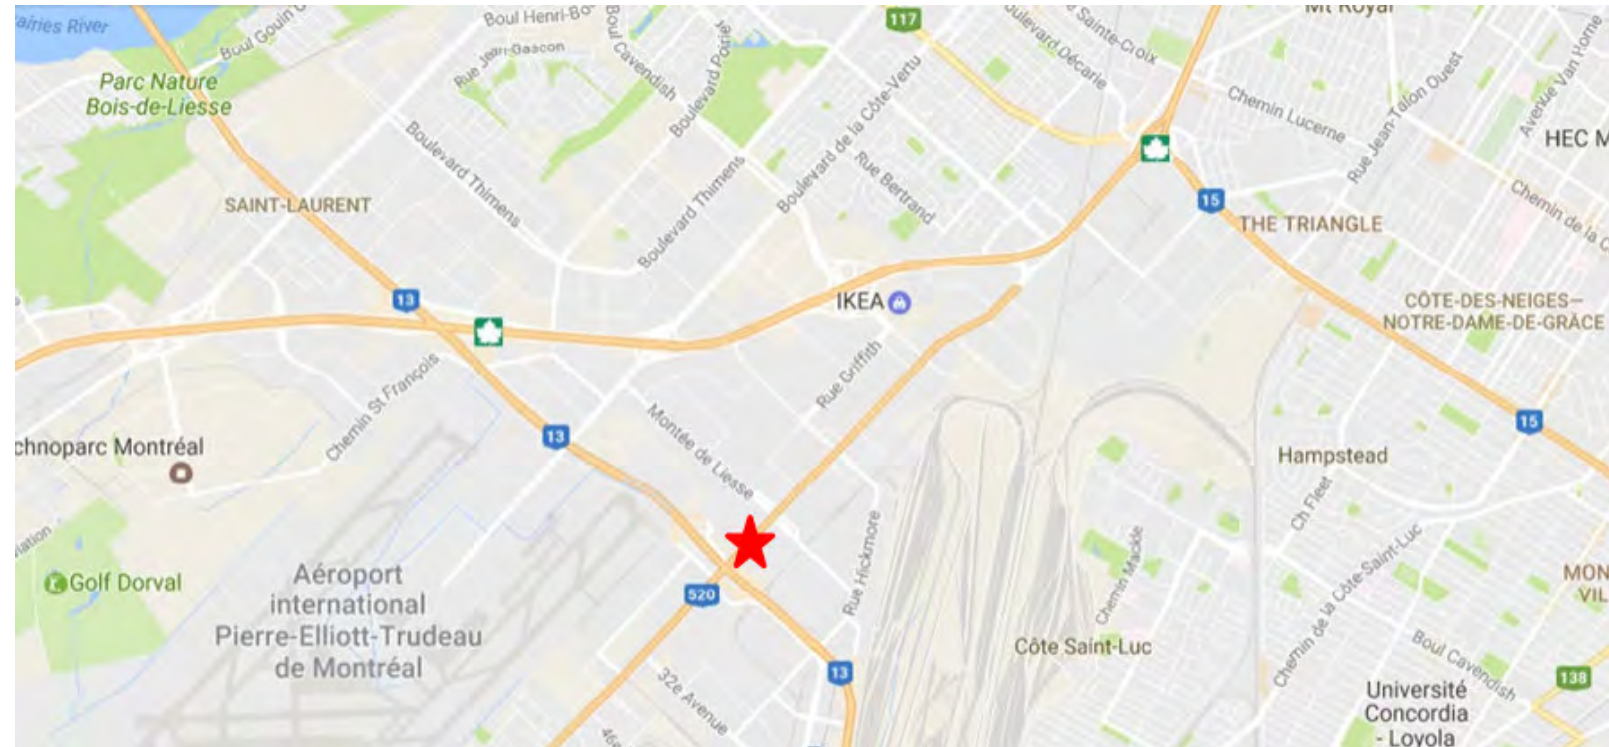 airies River
Boul Gouin O
Boul Henri-Bo
117
Mt Royal
Parc Nature
Bois-de-Liesse
Rue Jean-Gascon
Boul Cavendish
Boulevard Poirie
Boulevard de la Côte-Vertu
oulevard Décarie
e Sainte-Croix
Chemin Lucerne
Rue Jean-Talon Ouest
Avenue Van Horne
HEC M
Boulevard Thimens
Boulevard Thimens
Rue Bertrand
SAINT-LAURENT
15
THE TRIANGLE
Chemin de la C
13
IKEA
CÔTE-DES-NEIGES—
NOTRE-DAME-DE-GRÂCE
Chemin St François
Rue Griffith
13
15
chnoparc Montréal
Montée de Liesse
Hampstead
Ch Fleet
viation
Golf Dorval
Aéroport
international
Pierre-Elliott-Trudeau
de Montréal
520
Rue Hickmore
Chemin Mackle
Chemin de la Côte-Saint-Luc
MON
VIL
Côte Saint-Luc
13
32e Avenue
46e
Boul Cavendish
138
Université
Concordia
- Loyola